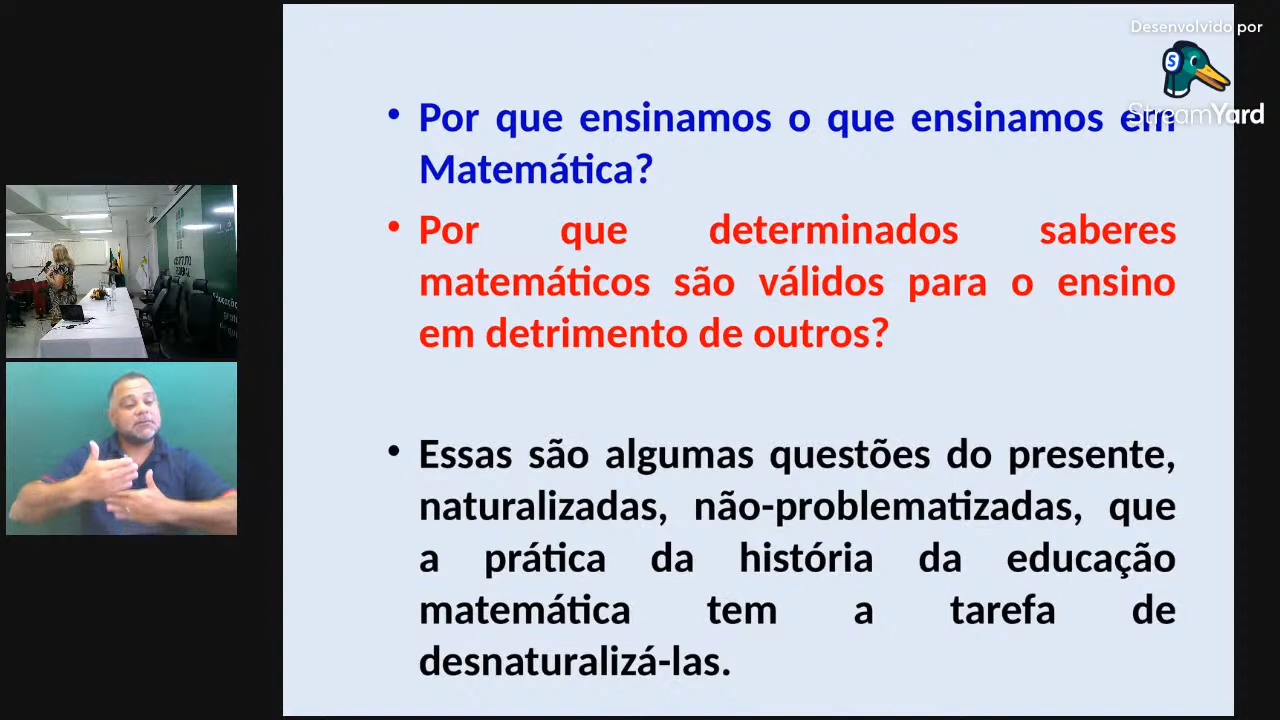 Desenvolvido por
StreamYard
• Por que ensinamos o que ensinamos em
Matemática?
• Por que determinados saberes
matemáticos são válidos para o ensino
em detrimento de outros?
• Essas são algumas questões do presente,
naturalizadas, não-problematizadas, que
a prática da história da educação
matemática tem a tarefa de
desnaturalizá-las.